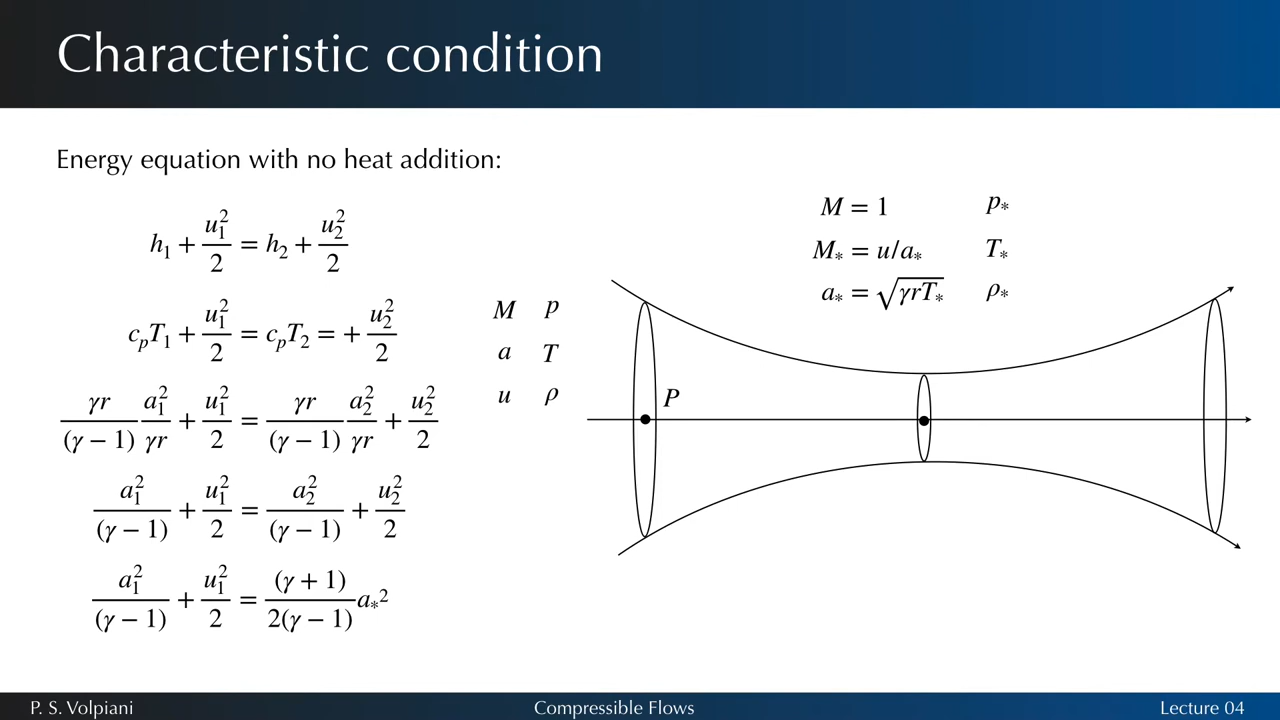 Characteristic condition
Energy equation with no heat addition:
h₁ + u₁²/2 = h₂ + u₂²/2
cₚT₁ + u₁²/2 = cₚT₂ = + u₂²/2
γr/(γ − 1) a₁²/γr + u₁²/2 = γr/(γ − 1) a₂²/γr + u₂²/2
a₁²/(γ − 1) + u₁²/2 = a₂²/(γ − 1) + u₂²/2
a₁²/(γ − 1) + u₁²/2 = (γ + 1)/2(γ − 1) a∗²
M p
a T
u ρ
M = 1 p∗
M∗ = u/a∗ T∗
a∗ = √γrT∗ ρ∗
P
P. S. Volpiani
Compressible Flows
Lecture 04